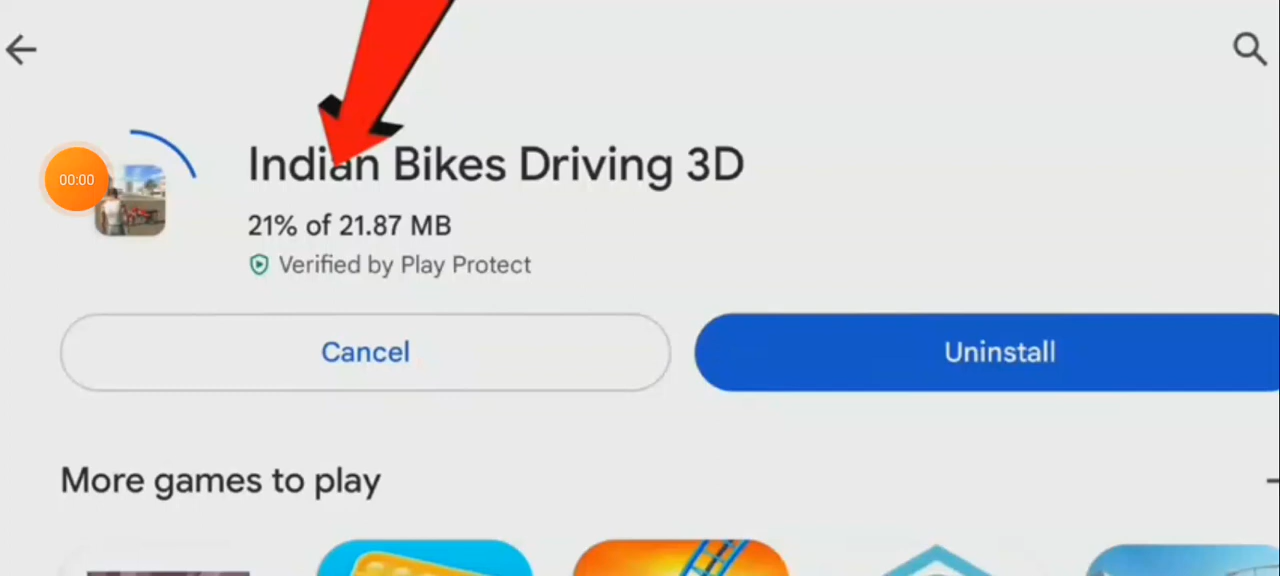 Indian Bikes Driving 3D
00:00
21% of 21.87 MB
Verified by Play Protect
Cancel
Uninstall
More games to play